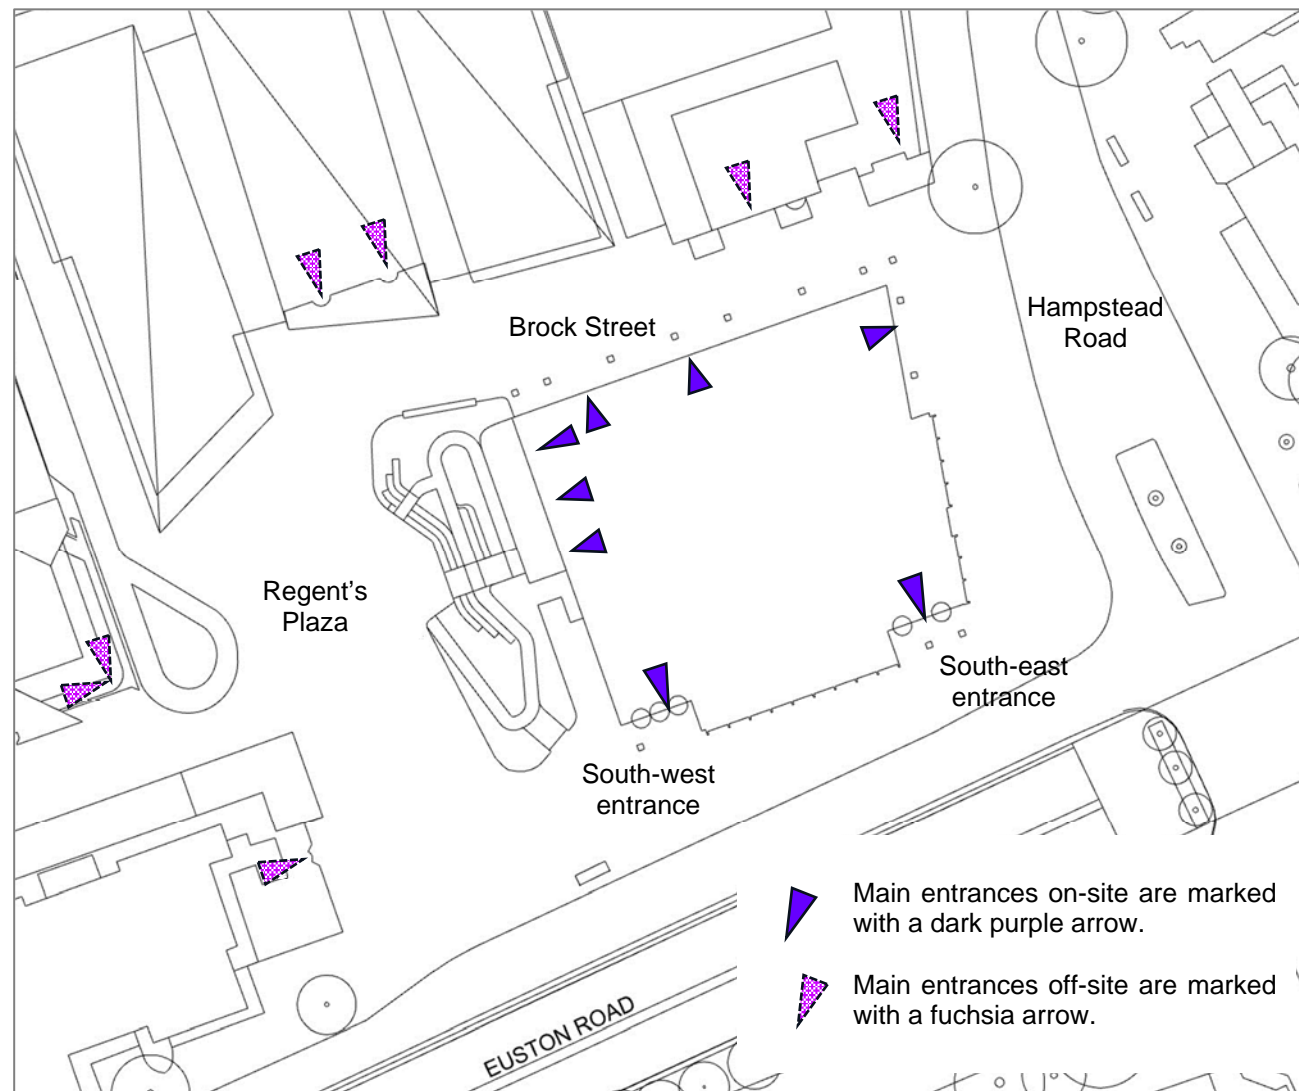 Brock Street
Hampstead
Road
Regent's
Plaza
South-east
entrance
South-west
entrance
Main entrances on-site are marked
with a dark purple arrow.
Main entrances off-site are marked
with a fuchsia arrow.
EUSTON ROAD